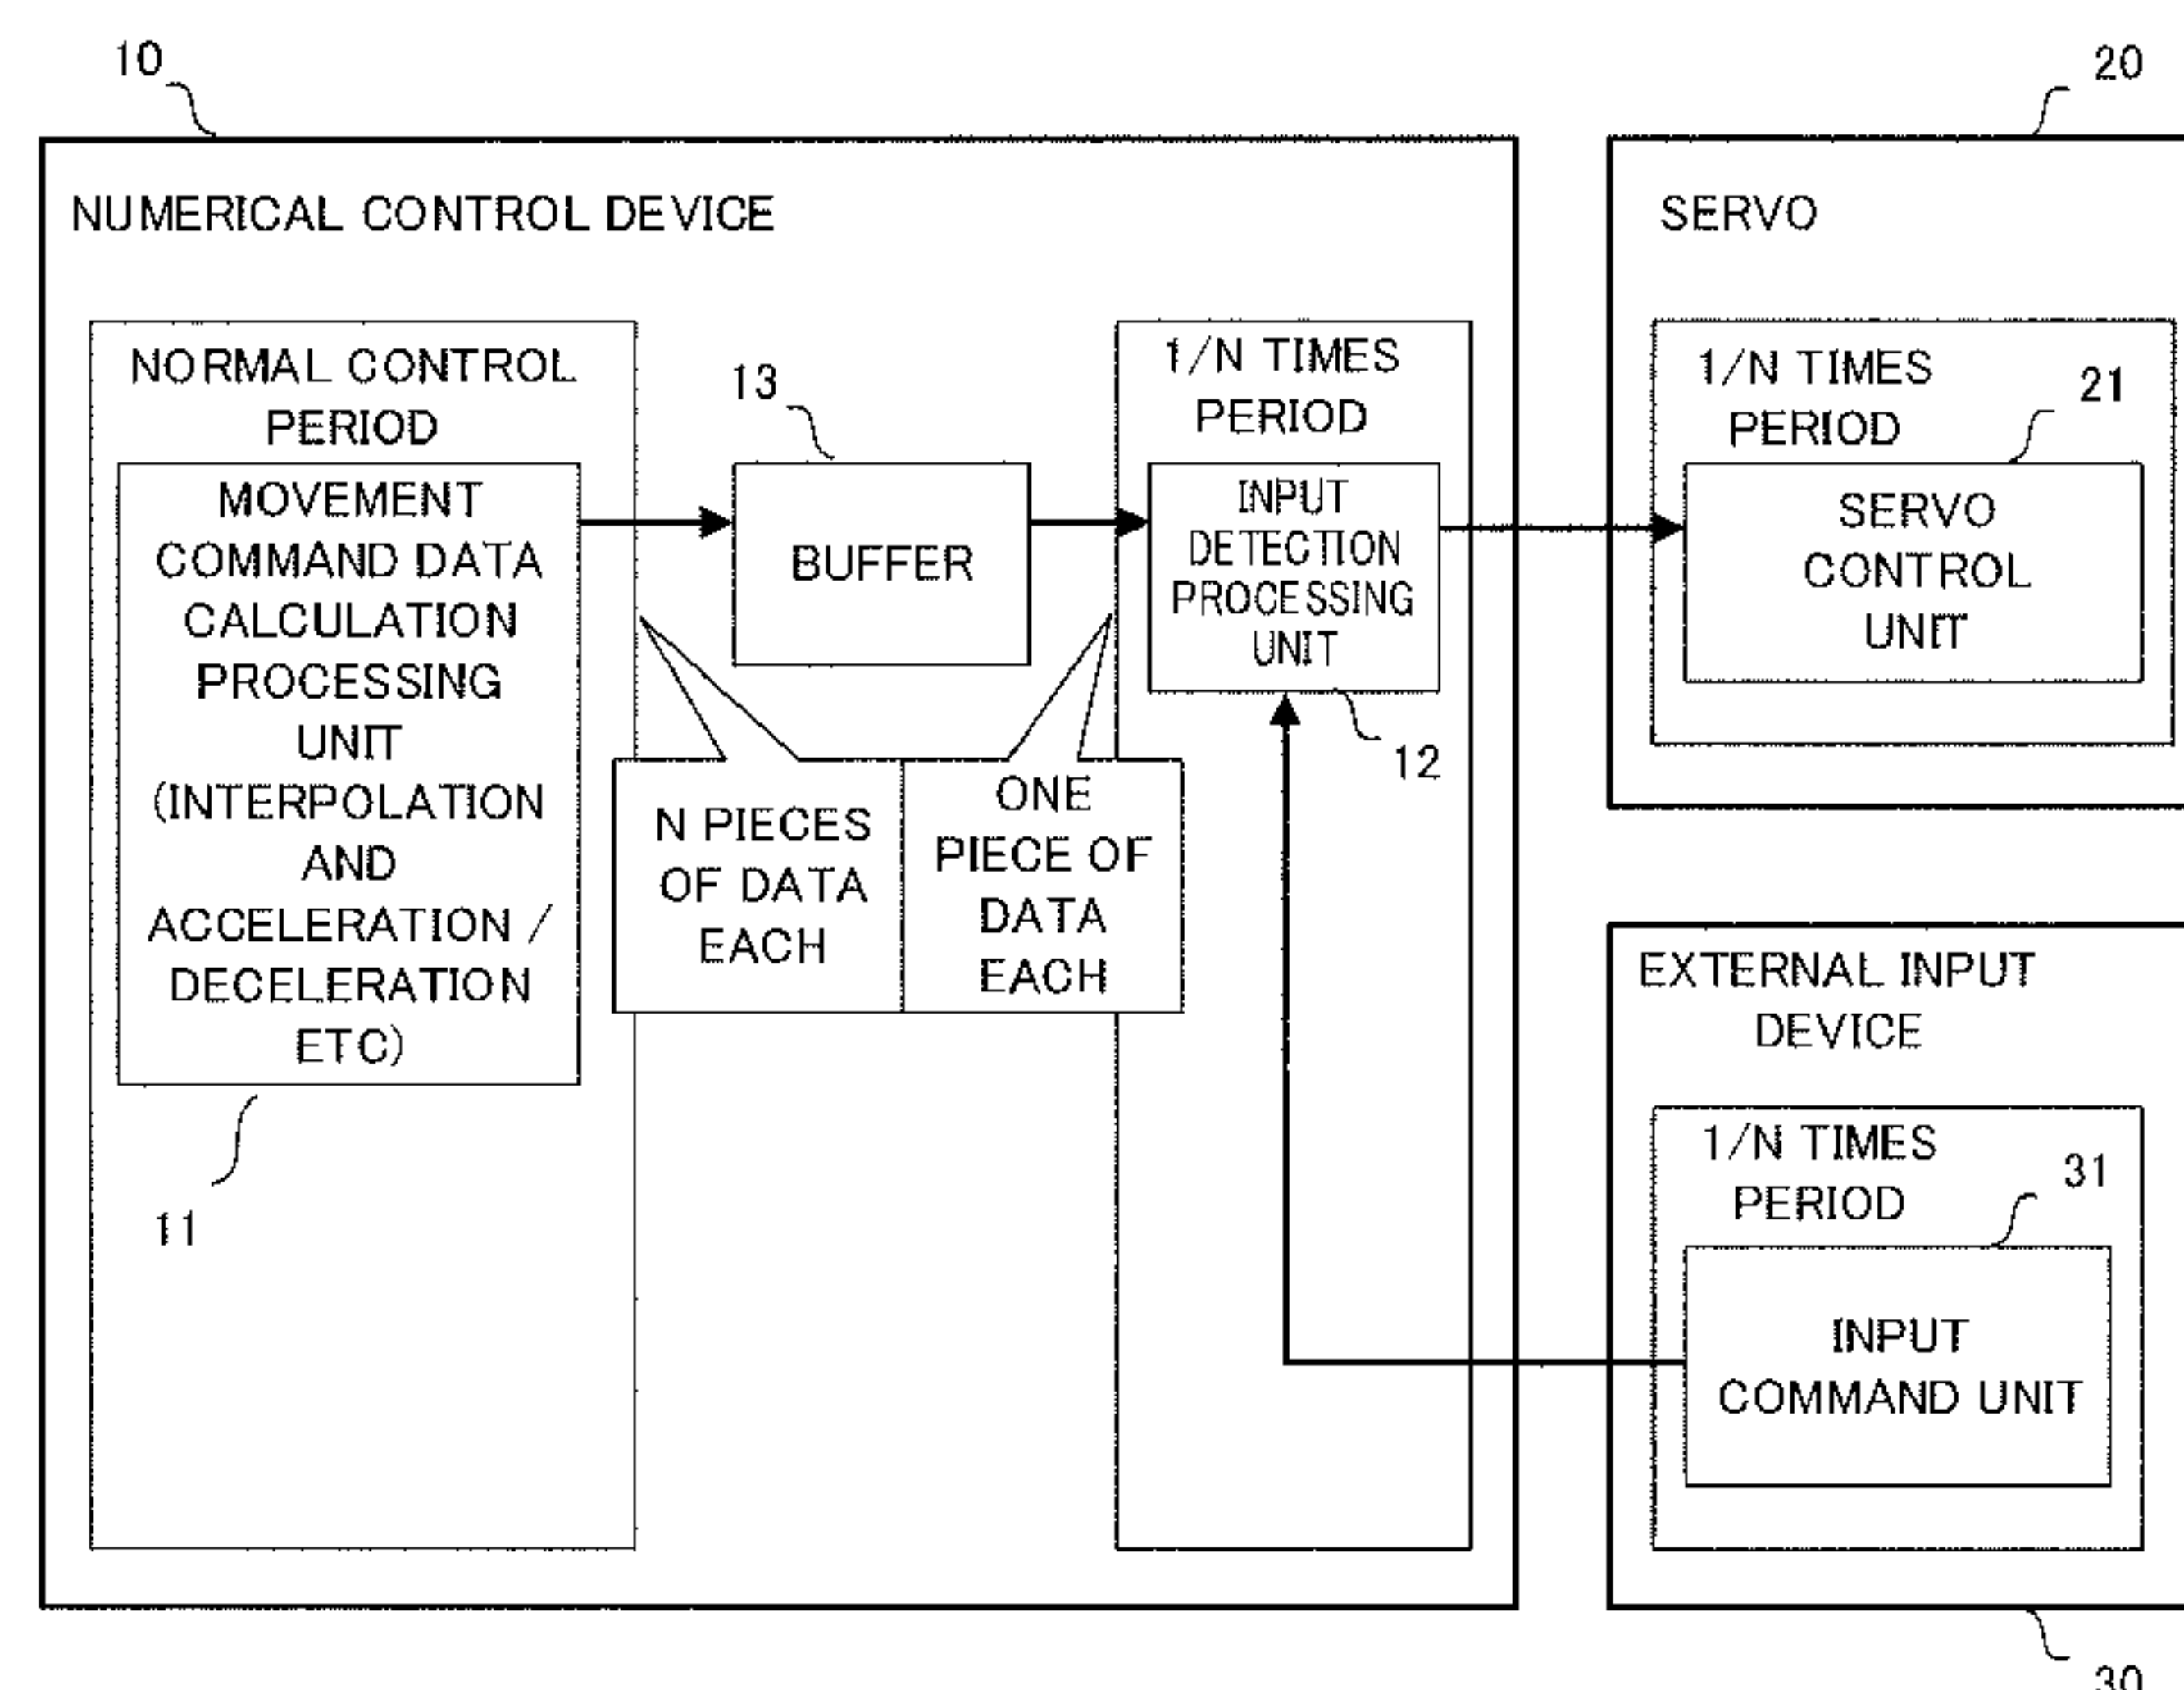 10
20
NUMERICAL CONTROL DEVICE
SERVO
NORMAL CONTROL
PERIOD
13
1/N TIMES
PERIOD
1/N TIMES
PERIOD
21
MOVEMENT
COMMAND DATA
CALCULATION
PROCESSING
UNIT
(INTERPOLATION
AND
ACCELERATION /
DECELERATION
ETC)
BUFFER
INPUT
DETECTION
PROCESSING
UNIT
SERVO
CONTROL
UNIT
12
N PIECES
OF DATA
EACH
ONE
PIECE OF
DATA
EACH
EXTERNAL INPUT
DEVICE
1/N TIMES
PERIOD
31
11
INPUT
COMMAND UNIT
30